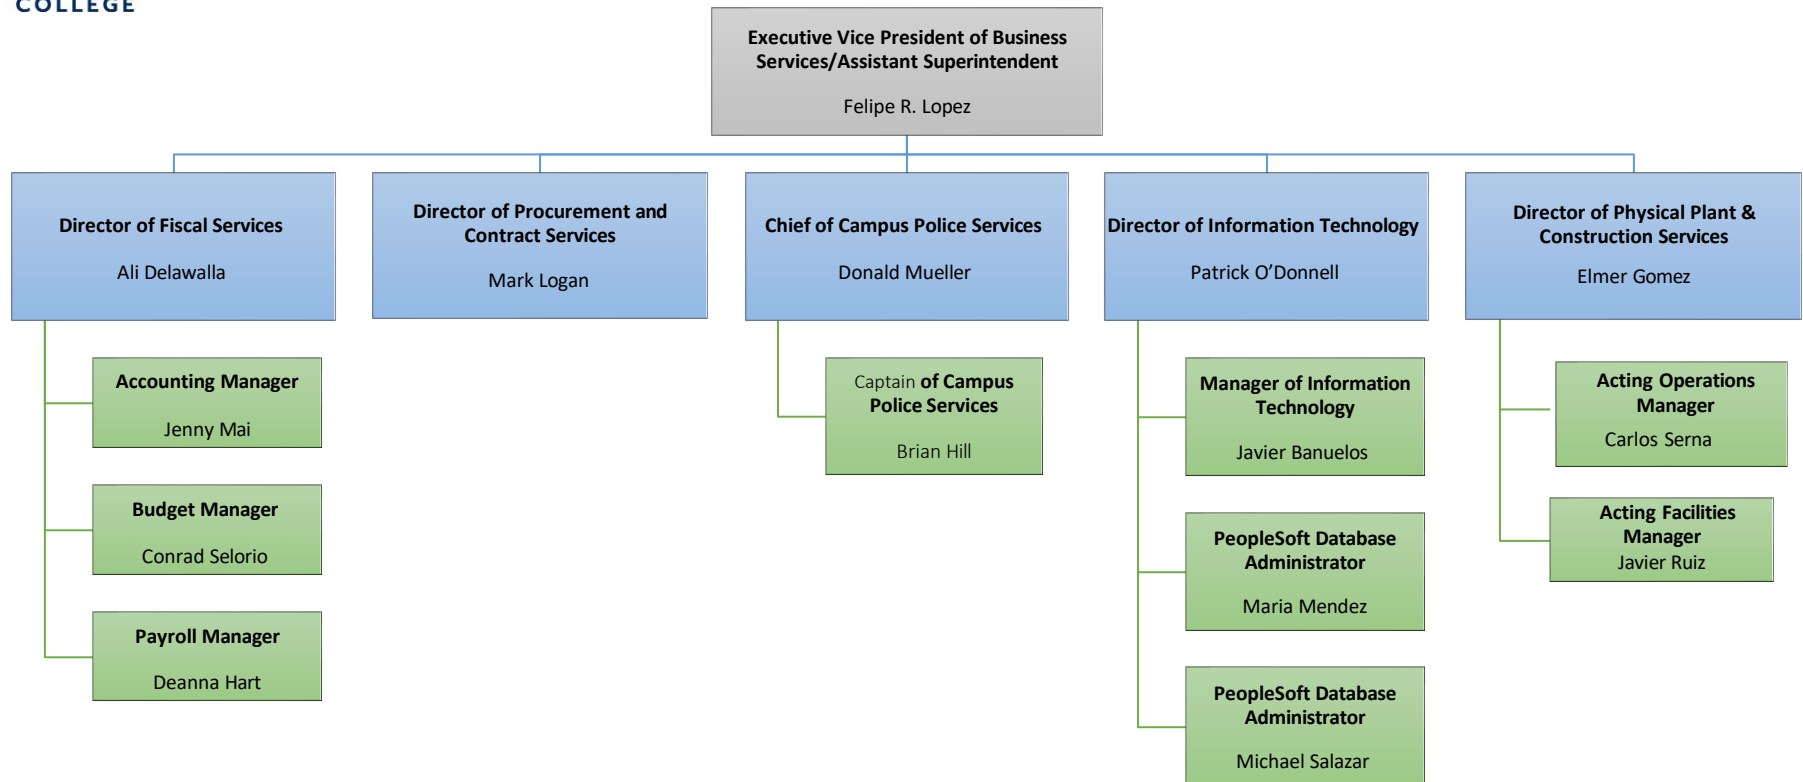 COLLEGE
Executive Vice President of Business
Services/Assistant Superintendent
Felipe R. Lopez
Director of Fiscal Services
Ali Delawalla
Director of Procurement and
Contract Services
Mark Logan
Chief of Campus Police Services
Donald Mueller
Director of Information Technology
Patrick O’Donnell
Director of Physical Plant &
Construction Services
Elmer Gomez
Accounting Manager
Jenny Mai
Budget Manager
Conrad Selorio
Payroll Manager
Deanna Hart
Captain of Campus
Police Services
Brian Hill
Manager of Information
Technology
Javier Banuelos
PeopleSoft Database
Administrator
Maria Mendez
PeopleSoft Database
Administrator
Michael Salazar
Acting Operations
Manager
Carlos Serna
Acting Facilities
Manager
Javier Ruiz